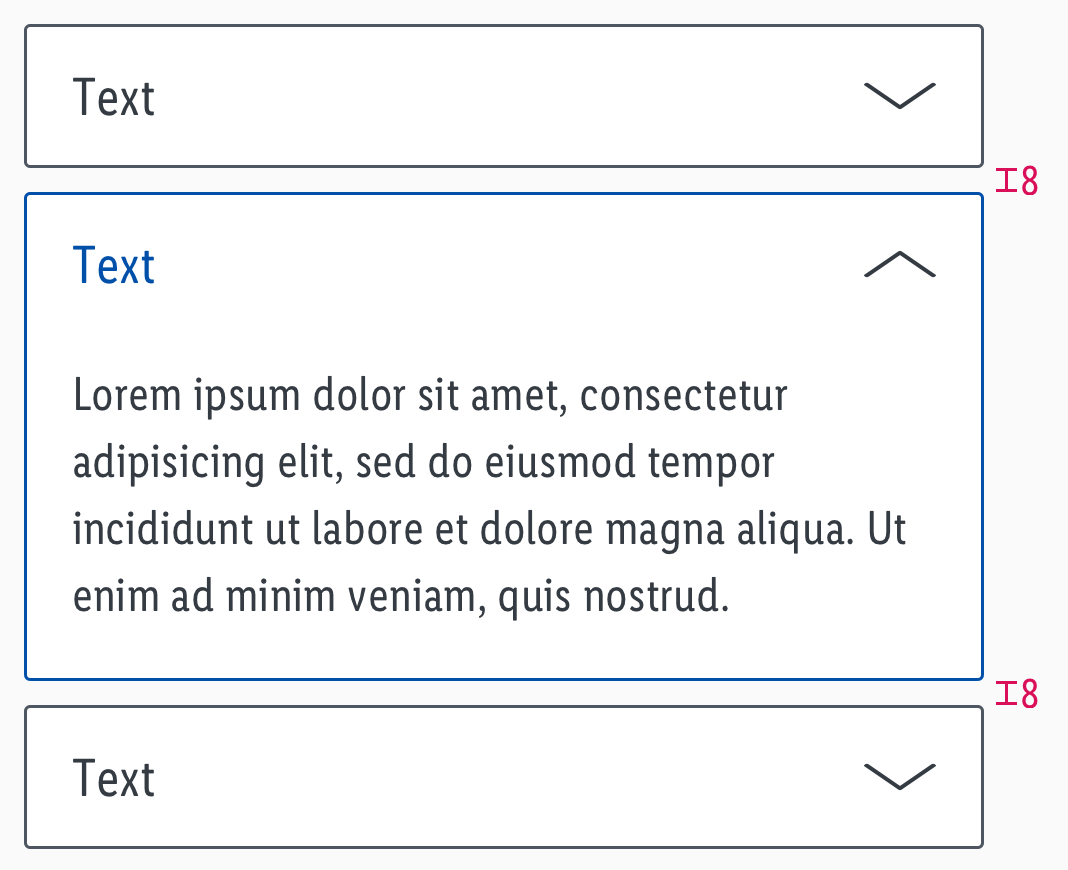 Text
8
Text
Lorem ipsum dolor sit amet, consectetur
adipisicing elit, sed do eiusmod tempor
incididunt ut labore et dolore magna aliqua. Ut
enim ad minim veniam, quis nostrud.
8
Text